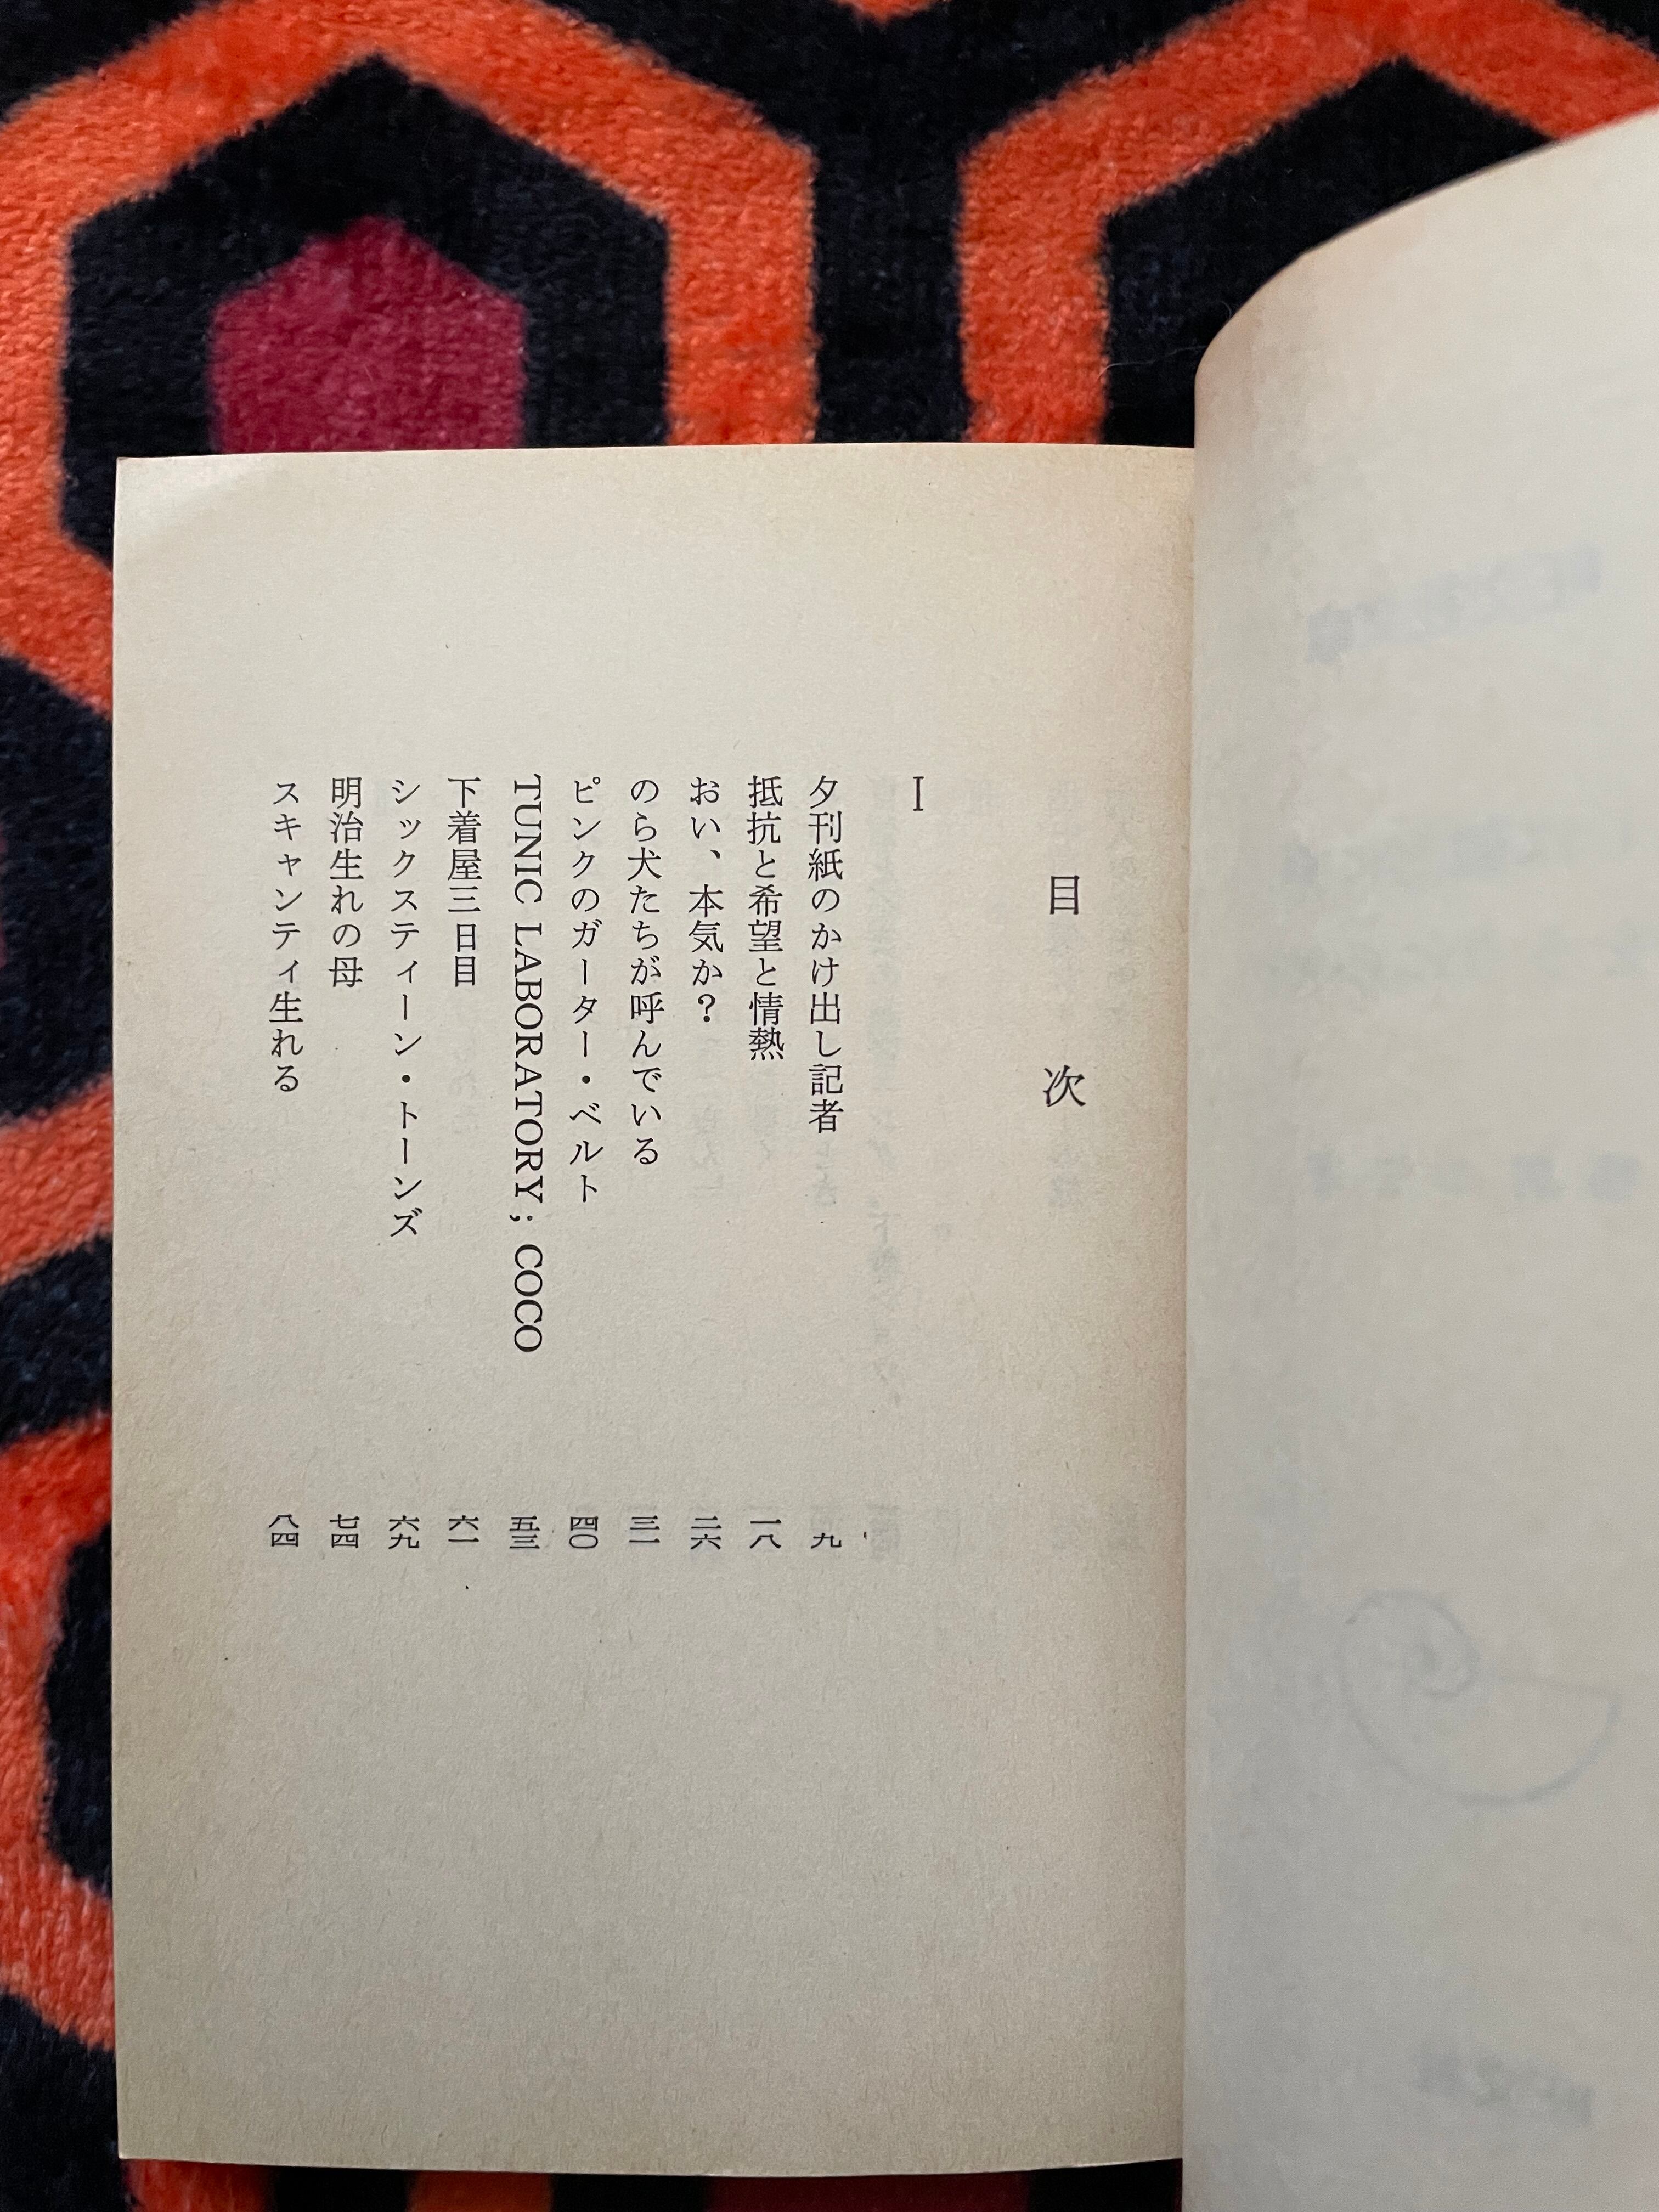 目次
I
夕刊紙のかけ出し記者 九
抵抗と希望と情熱 一八
おい、本気か? 二六
のら犬たちが呼んでいる 三一
ピンクのガーター・ベルト 四〇
TUNIC LABORATORY; COCO 五三
下着屋三日目 六一
シックスティーン・トーンズ 六九
明治生れの母 七四
スキャンティ生れる 八四